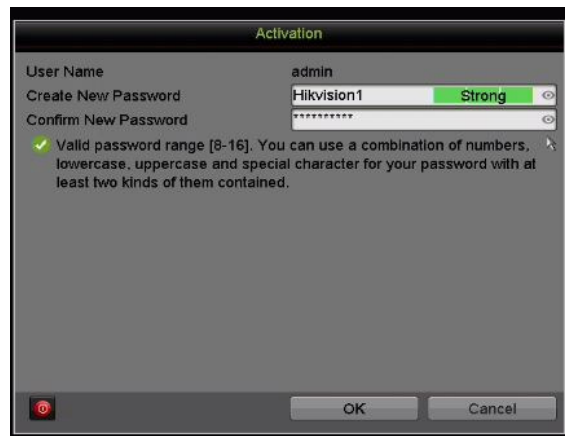 Activation
User Name admin
Create New Password Hikvision1 Strong
Confirm New Password **********
Valid password range [8-16]. You can use a combination of numbers,
lowercase, uppercase and special character for your password with at
least two kinds of them contained.
OK Cancel